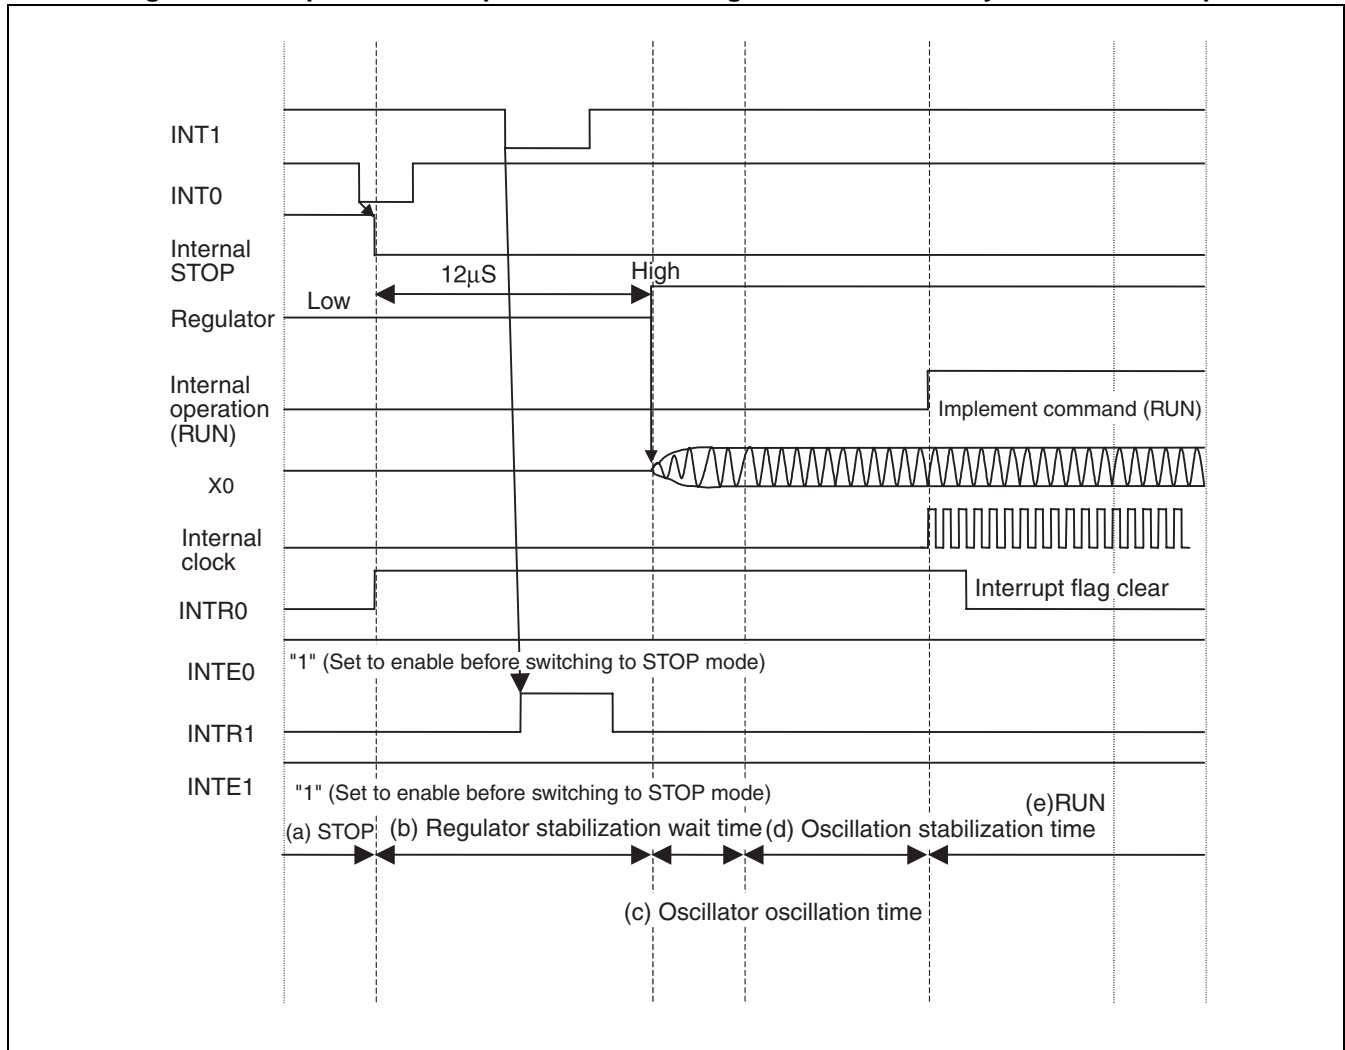 INT1
INT0
Internal
STOP
12μS
High
Low
Regulator
Internal
operation
(RUN)
Implement command (RUN)
X0
Internal
clock
Interrupt flag clear
INTR0
"1" (Set to enable before switching to STOP mode)
INTE0
INTR1
INTE1
"1" (Set to enable before switching to STOP mode)
(e)RUN
(a) STOP
(b) Regulator stabilization wait time
(d) Oscillation stabilization time
(c) Oscillator oscillation time